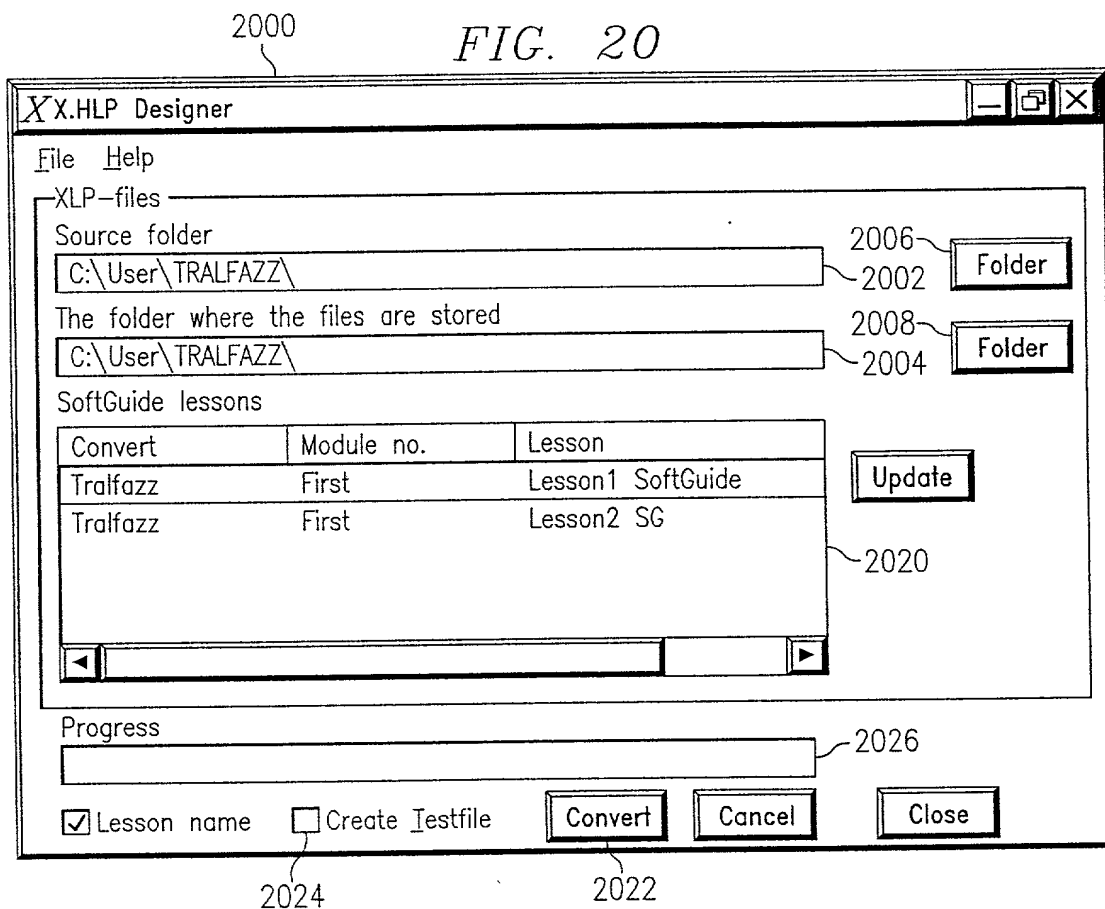 2000 FIG. 20
X X.HLP Designer
File Help
XLP-files
Source folder
2006 Folder
C:\User\TRALFAZZ\ 2002
The folder where the files are stored
2008 Folder
C:\User\TRALFAZZ\ 2004
SoftGuide lessons
Convert Module no. Lesson
Tralfazz First Lesson1 SoftGuide Update
Tralfazz First Lesson2 SG
2020
Progress
2026
Lesson name Create Testfile Convert Cancel Close
2024 2022